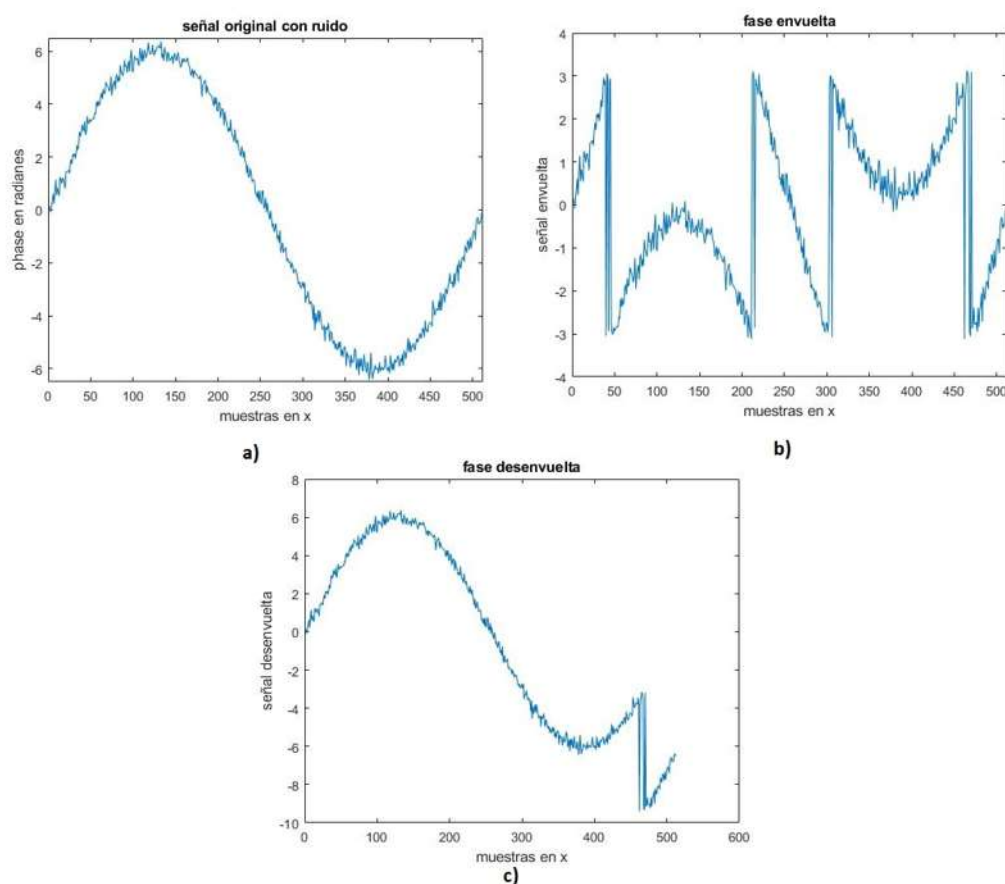 señal original con ruido
6
4
2
0
-2
-4
-6
phase en radianes
0 50 100 150 200 250 300 350 400 450 500
muestras en x
a)
fase envuelta
4
3
2
1
0
-1
-2
-3
-4
señal envuelta
0 50 100 150 200 250 300 350 400 450 500
muestras en x
b)
fase desenvuelta
8
6
4
2
0
-2
-4
-6
-8
-10
señal desenvuelta
0 100 200 300 400 500 600
muestras en x
c)